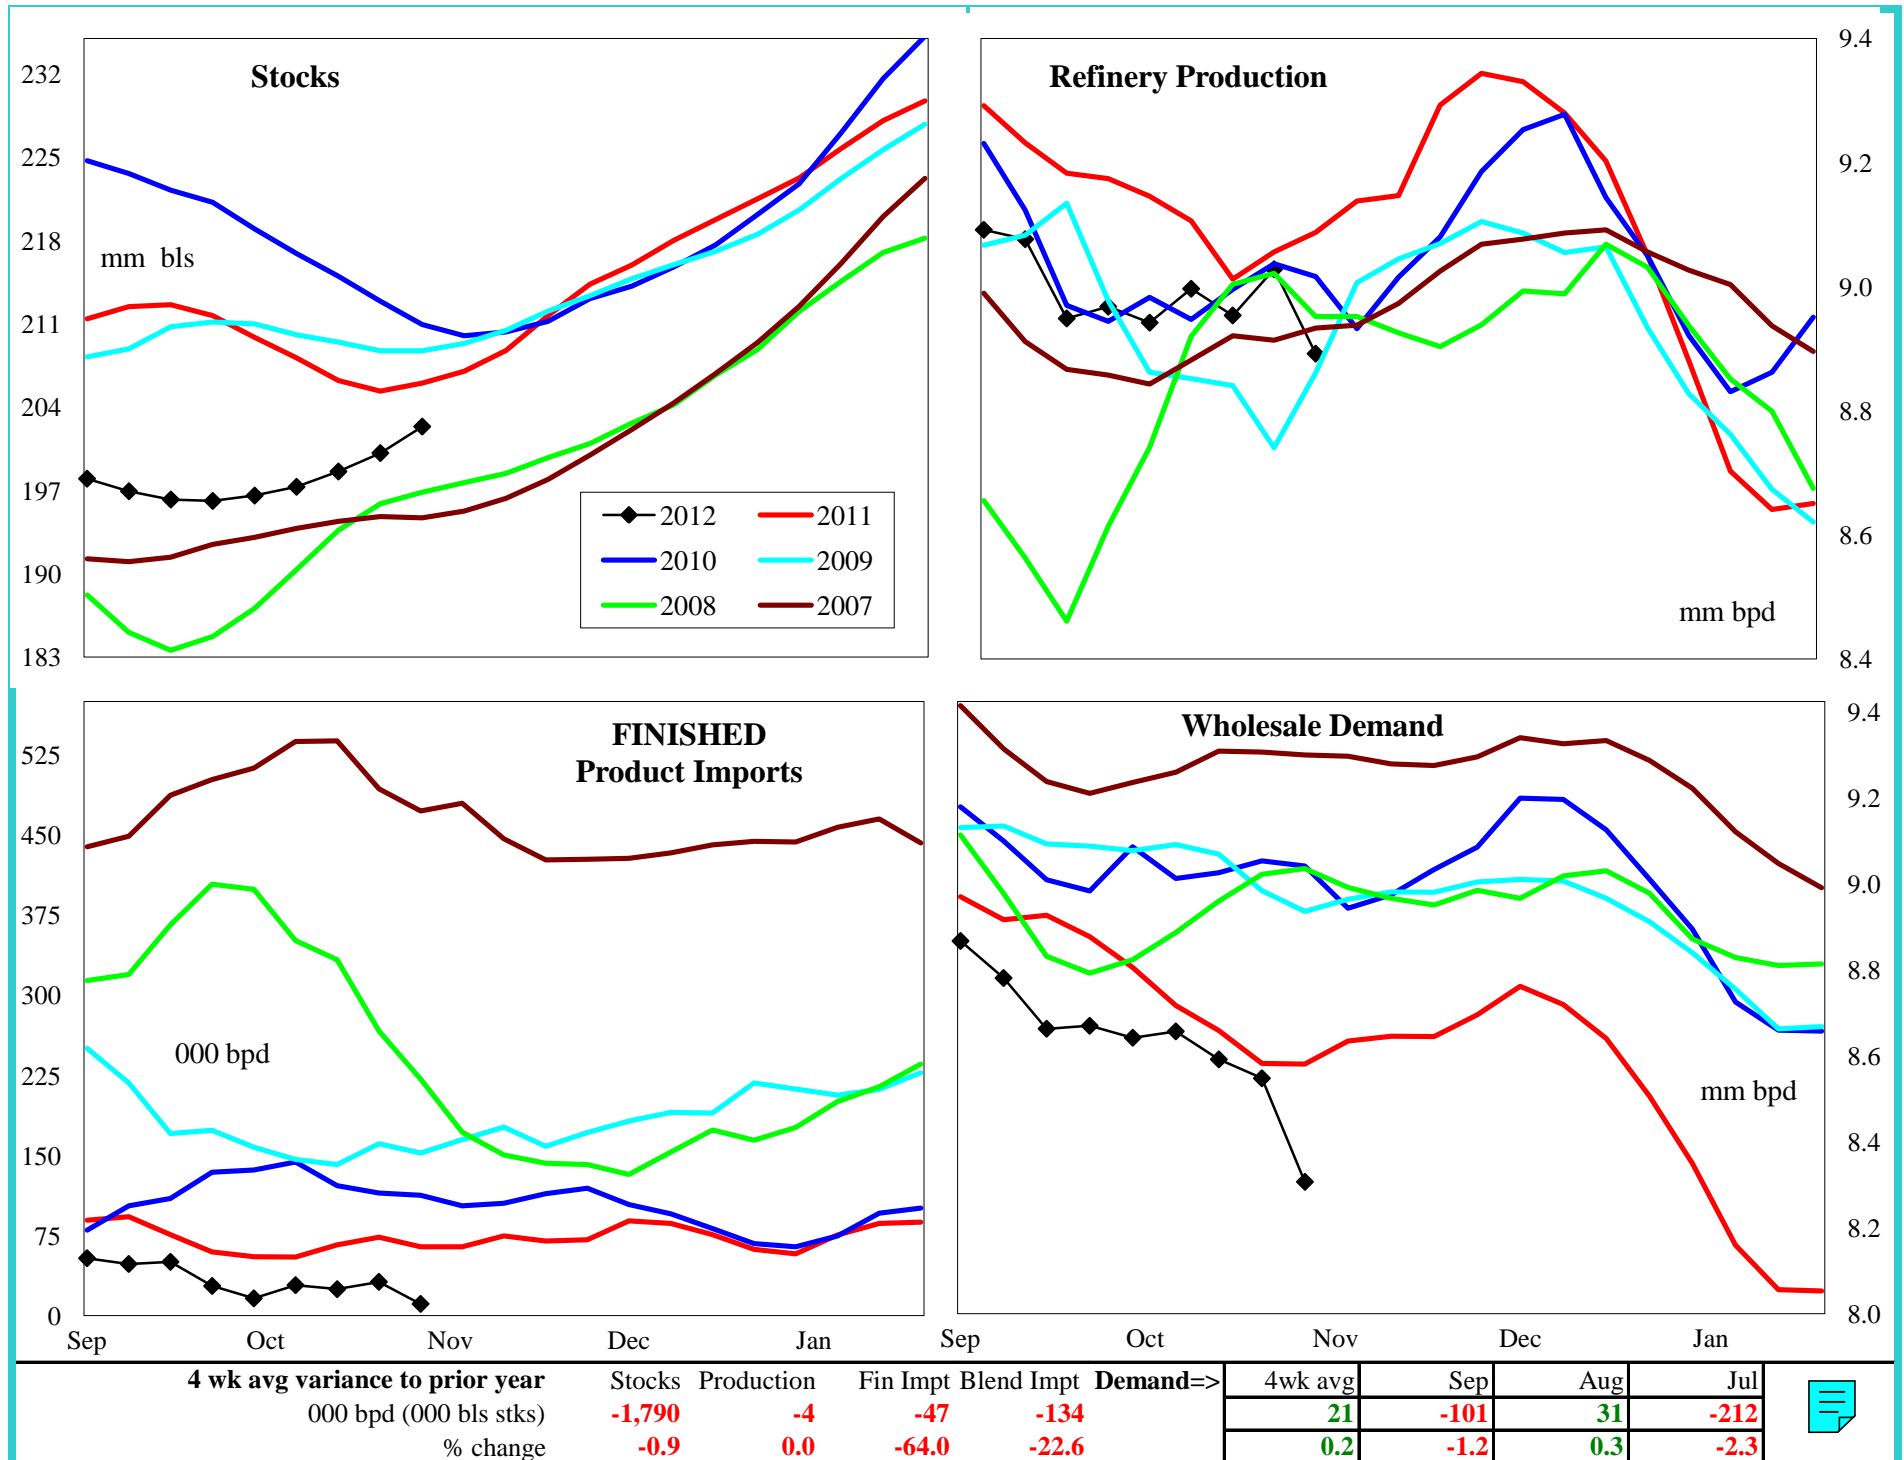 Stocks
mm bls
232
225
218
211
204
197
190
183
2012
2011
2010
2009
2008
2007
Refinery Production
mm bpd
9.4
9.2
9.0
8.8
8.6
8.4
FINISHED
Product Imports
000 bpd
525
450
375
300
225
150
75
0
Sep Oct Nov Dec Jan
Wholesale Demand
mm bpd
9.4
9.2
9.0
8.8
8.6
8.4
8.2
8.0
Sep Oct Nov Dec Jan
4 wk avg variance to prior year Stocks Production Fin Impt Blend Impt Demand=> 4wk avg Sep Aug Jul
000 bpd (000 bls stks) -1,790 -4 -47 -134 21 -101 31 -212
% change -0.9 0.0 -64.0 -22.6 0.2 -1.2 0.3 -2.3